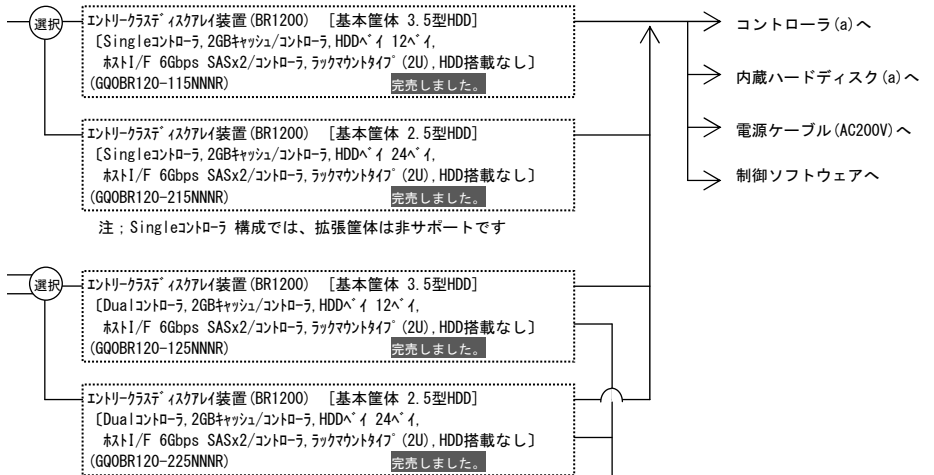 選択
エントリークラスディスクアレイ装置(BR1200) [基本筐体 3.5型HDD]
〔Singleコントローラ,2GBキャッシュ/コントローラ,HDDベイ 12ベイ,
ホストI/F 6Gbps SASx2/コントローラ,ラックマウントタイプ(2U),HDD搭載なし〕
(GQOBR120-115NNNR) 完売しました。
エントリークラスディスクアレイ装置(BR1200) [基本筐体 2.5型HDD]
〔Singleコントローラ,2GBキャッシュ/コントローラ,HDDベイ 24ベイ,
ホストI/F 6Gbps SASx2/コントローラ,ラックマウントタイプ(2U),HDD搭載なし〕
(GQOBR120-215NNNR) 完売しました。
注;Singleコントローラ 構成では、拡張筐体は非サポートです
選択
エントリークラスディスクアレイ装置(BR1200) [基本筐体 3.5型HDD]
〔Dualコントローラ,2GBキャッシュ/コントローラ,HDDベイ 12ベイ,
ホストI/F 6Gbps SASx2/コントローラ,ラックマウントタイプ(2U),HDD搭載なし〕
(GQOBR120-125NNNR) 完売しました。
エントリークラスディスクアレイ装置(BR1200) [基本筐体 2.5型HDD]
〔Dualコントローラ,2GBキャッシュ/コントローラ,HDDベイ 24ベイ,
ホストI/F 6Gbps SASx2/コントローラ,ラックマウントタイプ(2U),HDD搭載なし〕
(GQOBR120-225NNNR) 完売しました。
コントローラ(a)へ
内蔵ハードディスク(a)へ
電源ケーブル(AC200V)へ
制御ソフトウェアへ